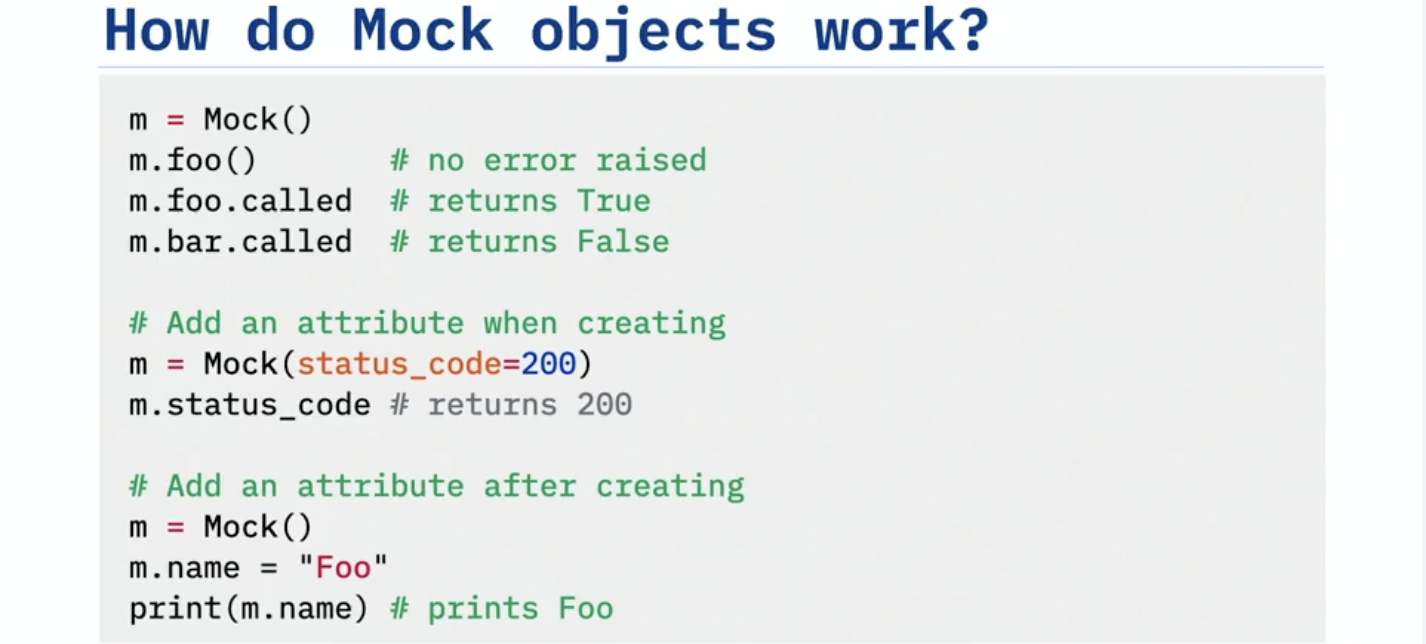 How do Mock objects work?
m = Mock()
m.foo()       # no error raised
m.foo.called  # returns True
m.bar.called  # returns False
# Add an attribute when creating
m = Mock(status_code=200)
m.status_code # returns 200
# Add an attribute after creating
m = Mock()
m.name = "Foo"
print(m.name) # prints Foo